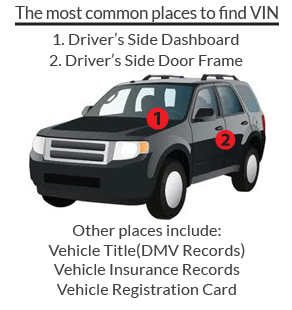 The most common places to find VIN
1. Driver's Side Dashboard
2. Driver's Side Door Frame
1
2
Other places include:
Vehicle Title(DMV Records)
Vehicle Insurance Records
Vehicle Registration Card